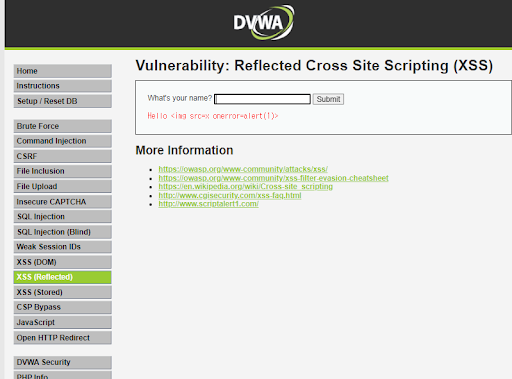 DVWA
Home
Instructions
Setup / Reset DB
Brute Force
Command Injection
CSRF
File Inclusion
File Upload
Insecure CAPTCHA
SQL Injection
SQL Injection (Blind)
Weak Session IDs
XSS (DOM)
XSS (Reflected)
XSS (Stored)
CSP Bypass
JavaScript
Open HTTP Redirect
DVWA Security
PHP Info
Vulnerability: Reflected Cross Site Scripting (XSS)
What's your name? Submit
Hello <img src=x onerror=alert(1)>
More Information
https://owasp.org/www-community/attacks/xss/
https://owasp.org/www-community/xss-filter-evasion-cheatsheet
https://en.wikipedia.org/wiki/Cross-site_scripting
http://www.cgisecurity.com/xss-faq.html
http://www.scriptalert1.com/